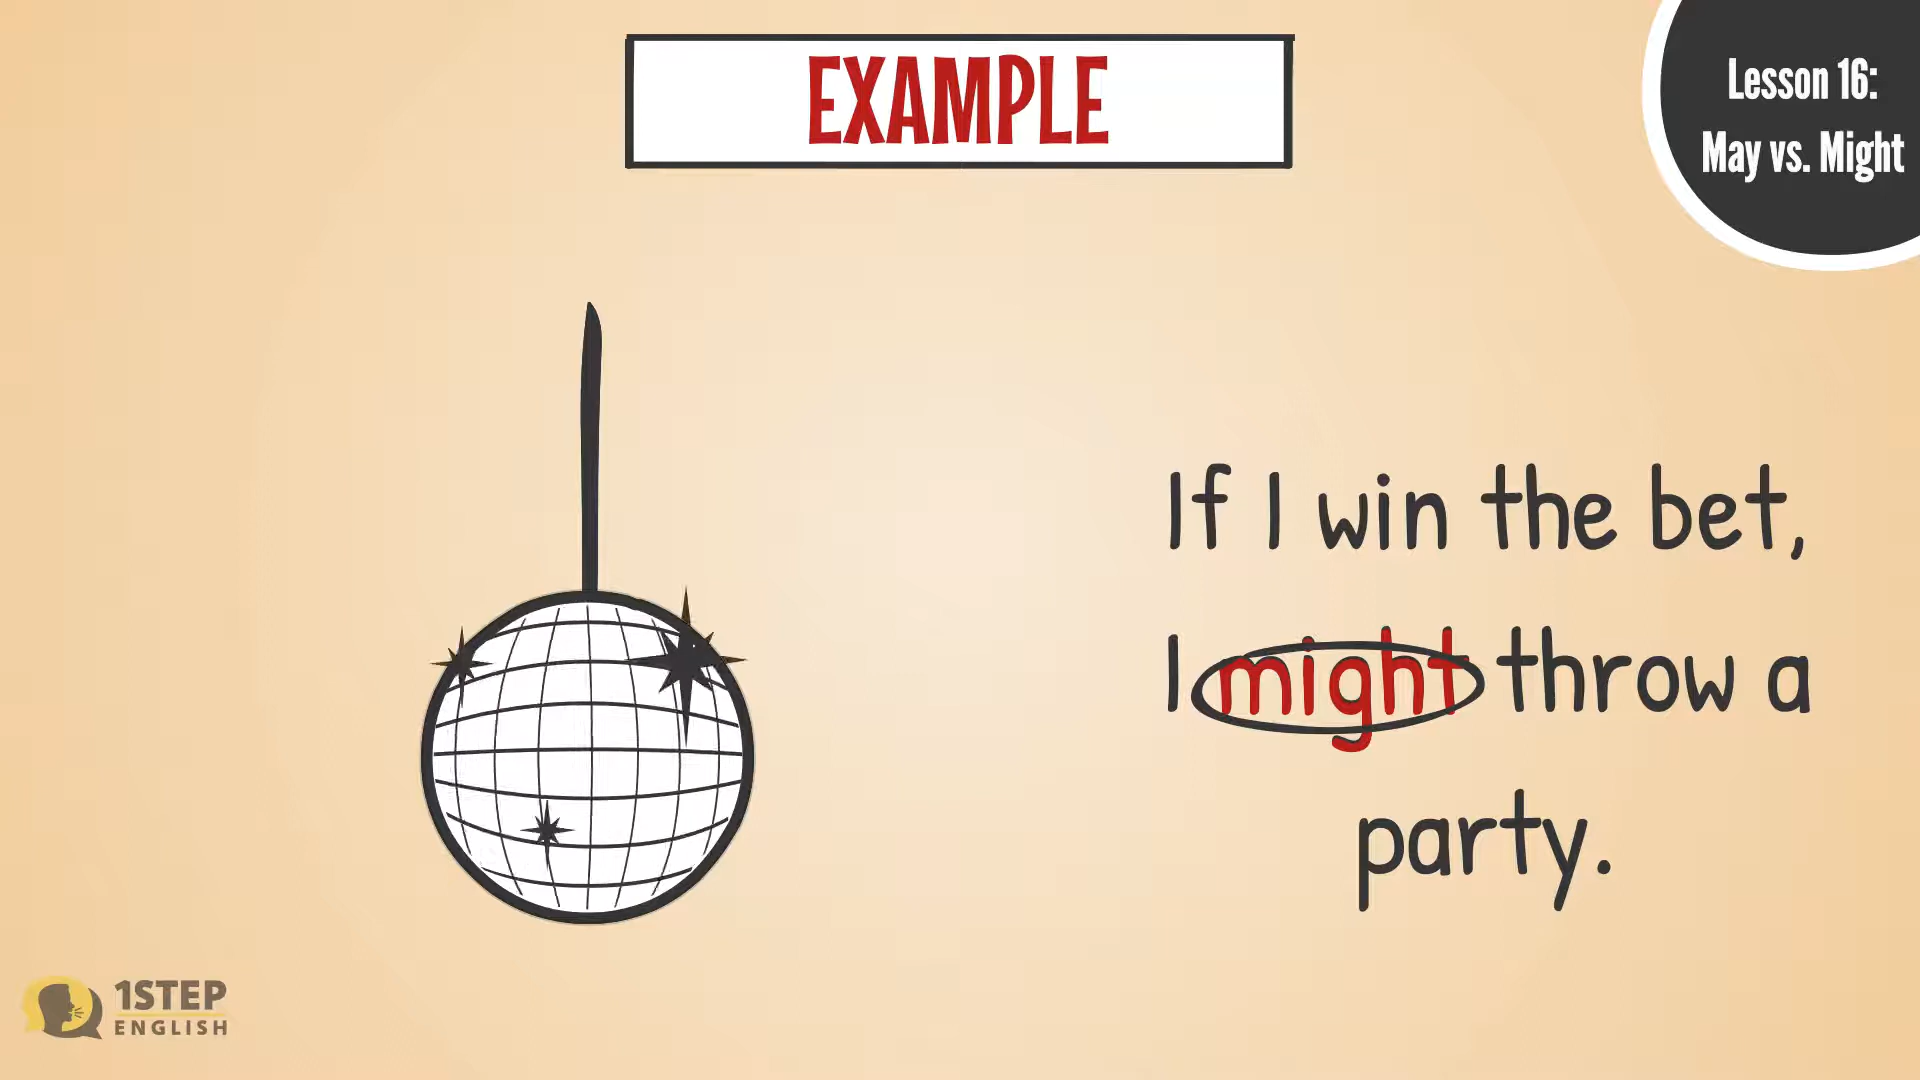 EXAMPLE
Lesson 16:
May vs. Might
If I win the bet,
I might throw a
party.
1STEP
ENGLISH